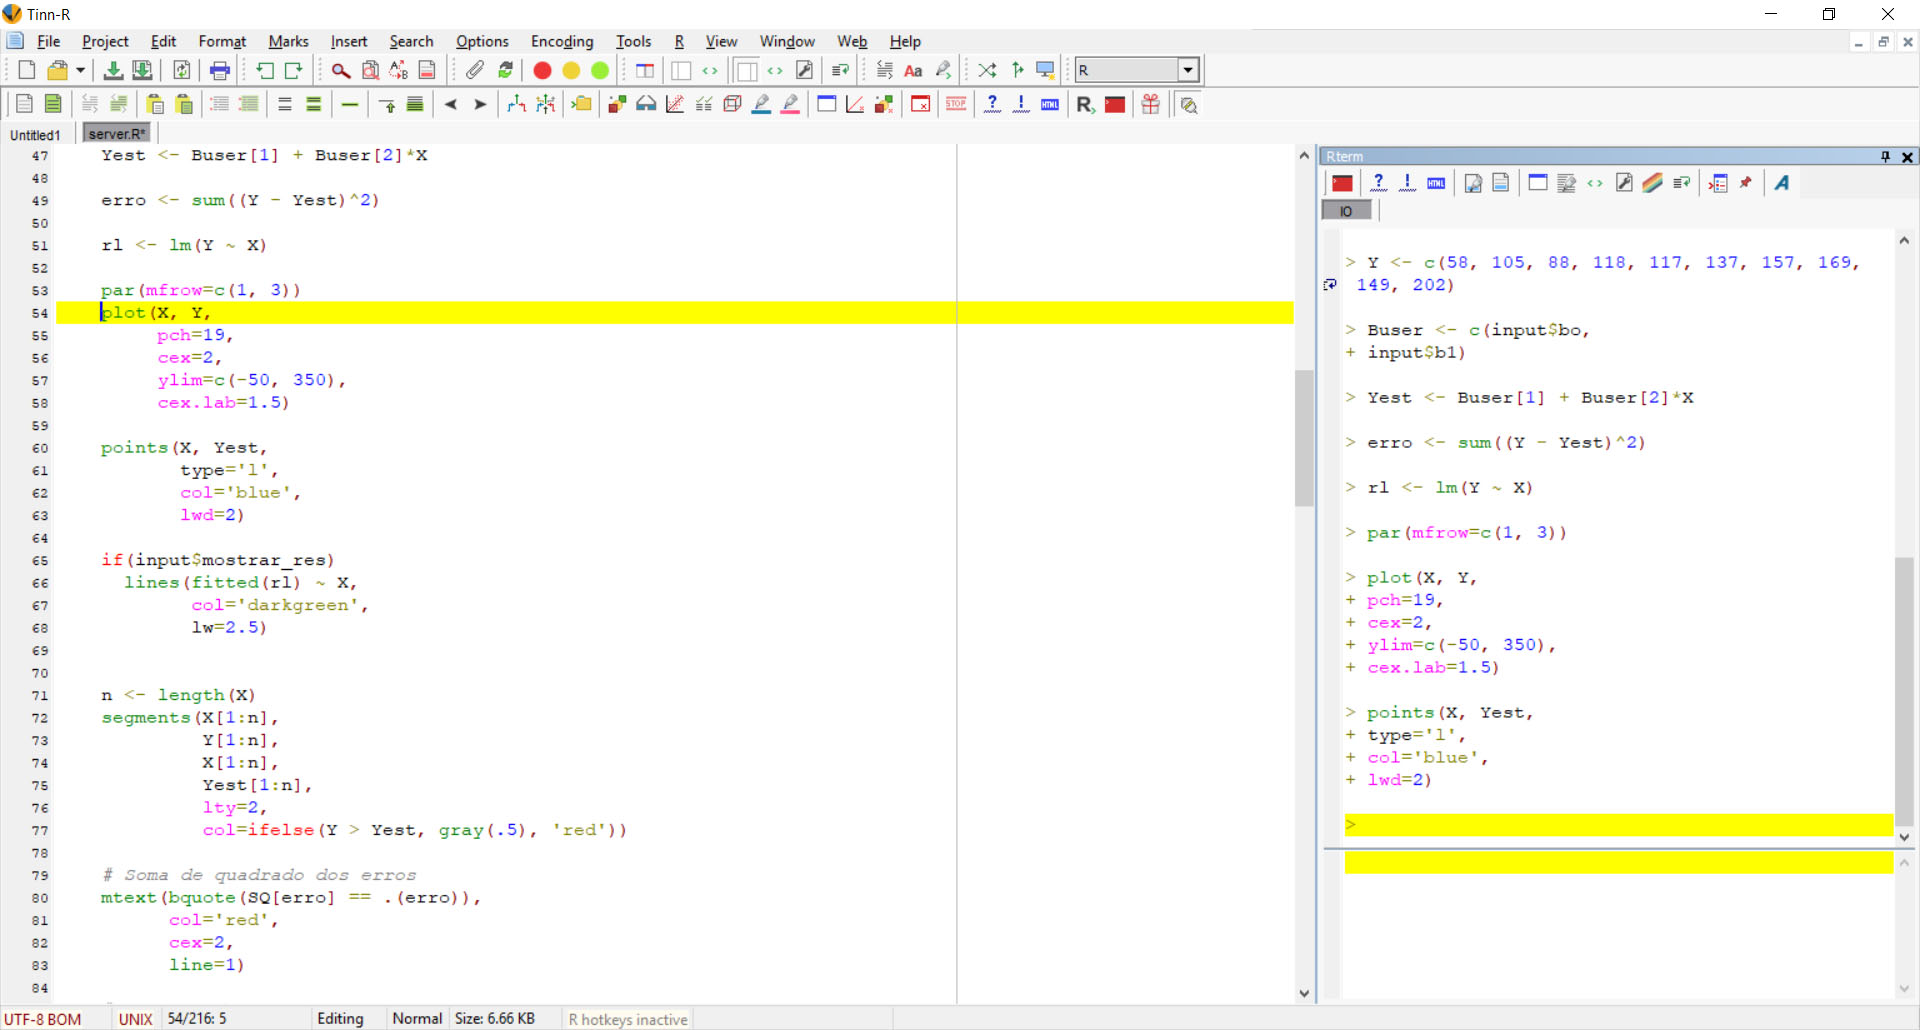 Tinn-R
File Project Edit Format Marks Insert Search Options Encoding Tools R View Window Web Help
R
STOP HTML R
Untitled1 server.R*
47 Yest <- Buser[1] + Buser[2]*X
48
49 erro <- sum((Y - Yest)^2)
50
51 rl <- lm(Y ~ X)
52
53 par(mfrow=c(1, 3))
54 plot(X, Y,
55 pch=19,
56 cex=2,
57 ylim=c(-50, 350),
58 cex.lab=1.5)
59
60 points(X, Yest,
61 type='l',
62 col='blue',
63 lwd=2)
64
65 if(input$mostrar_res)
66 lines(fitted(rl) ~ X,
67 col='darkgreen',
68 lw=2.5)
69
70
71 n <- length(X)
72 segments(X[1:n],
73 Y[1:n],
74 X[1:n],
75 Yest[1:n],
76 lty=2,
77 col=ifelse(Y > Yest, gray(.5), 'red'))
78
79 # Soma de quadrado dos erros
80 mtext(bquote(SQ[erro] == .(erro)),
81 col='red',
82 cex=2,
83 line=1)
84
Rterm
HTML
IO
> Y <- c(58, 105, 88, 118, 117, 137, 157, 169,
149, 202)
> Buser <- c(input$bo,
+ input$b1)
> Yest <- Buser[1] + Buser[2]*X
> erro <- sum((Y - Yest)^2)
> rl <- lm(Y ~ X)
> par(mfrow=c(1, 3))
> plot(X, Y,
+ pch=19,
+ cex=2,
+ ylim=c(-50, 350),
+ cex.lab=1.5)
> points(X, Yest,
+ type='l',
+ col='blue',
+ lwd=2)
>
UTF-8 BOM UNIX 54/216: 5 Editing Normal Size: 6.66 KB R hotkeys inactive